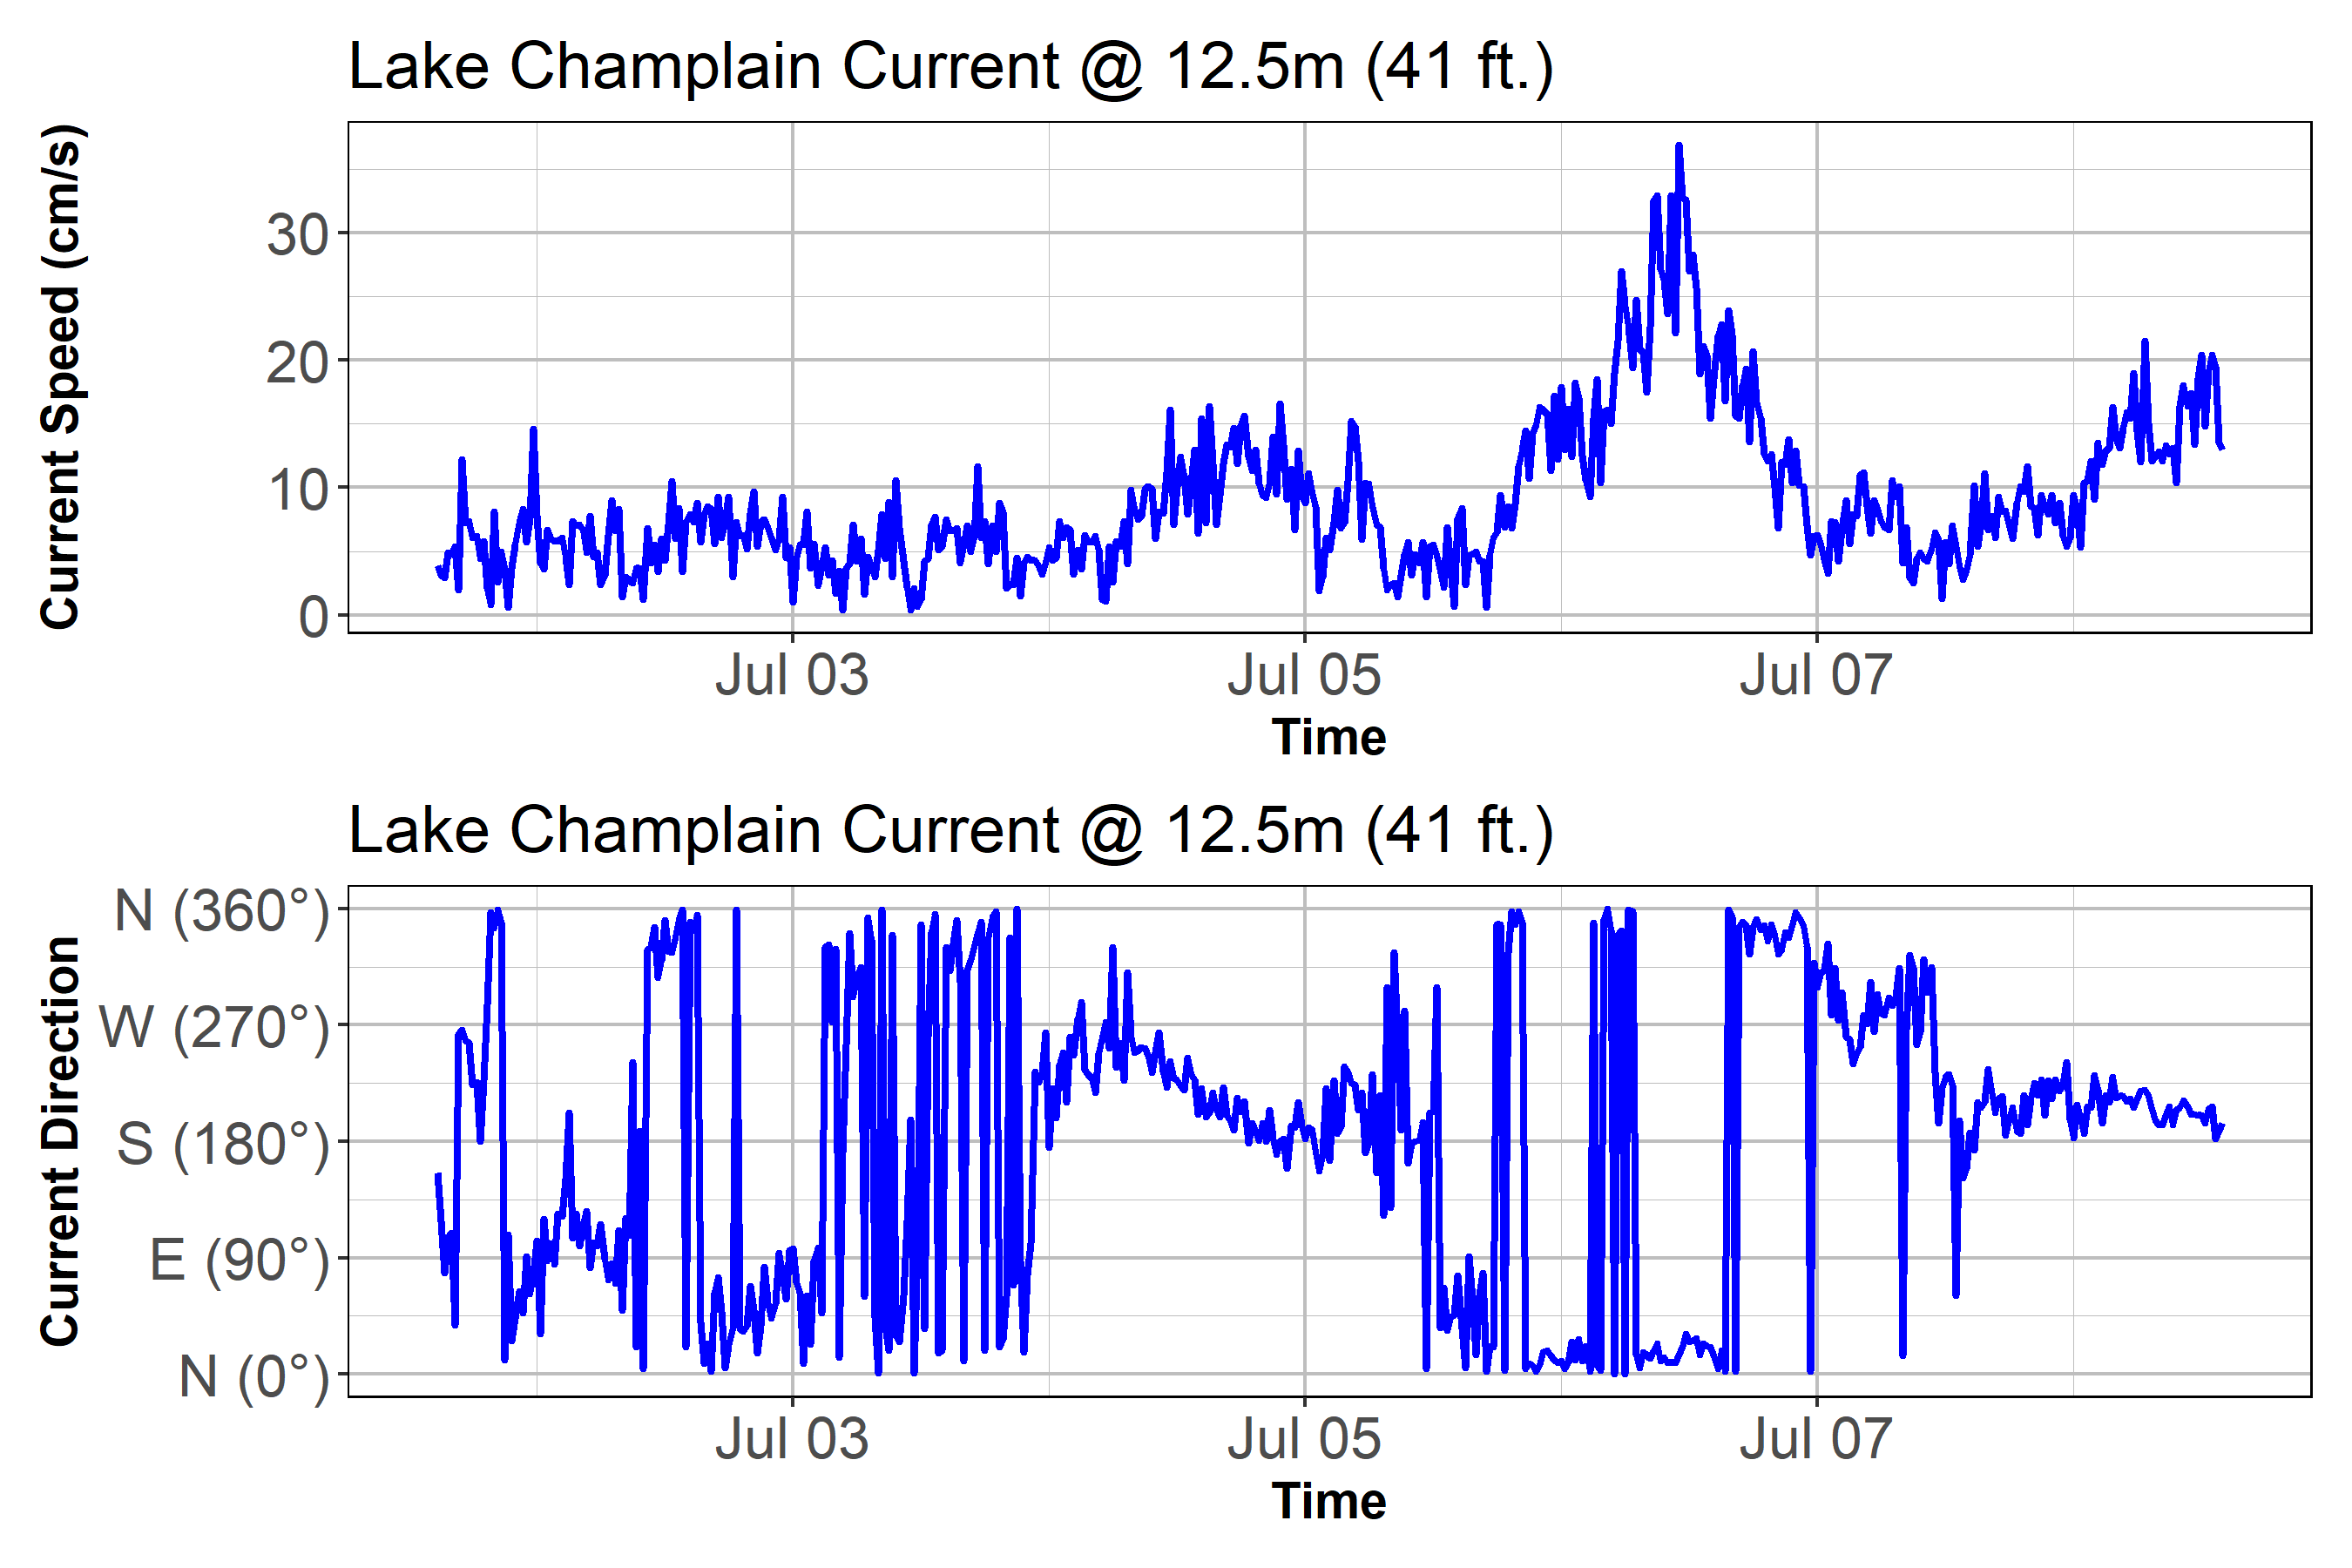 Lake Champlain Current @ 12.5m (41 ft.)
Current Speed (cm/s)
30
20
10
0
Jul 03 Jul 05 Jul 07
Time
Lake Champlain Current @ 12.5m (41 ft.)
Current Direction
N (360°)
W (270°)
S (180°)
E (90°)
N (0°)
Jul 03 Jul 05 Jul 07
Time